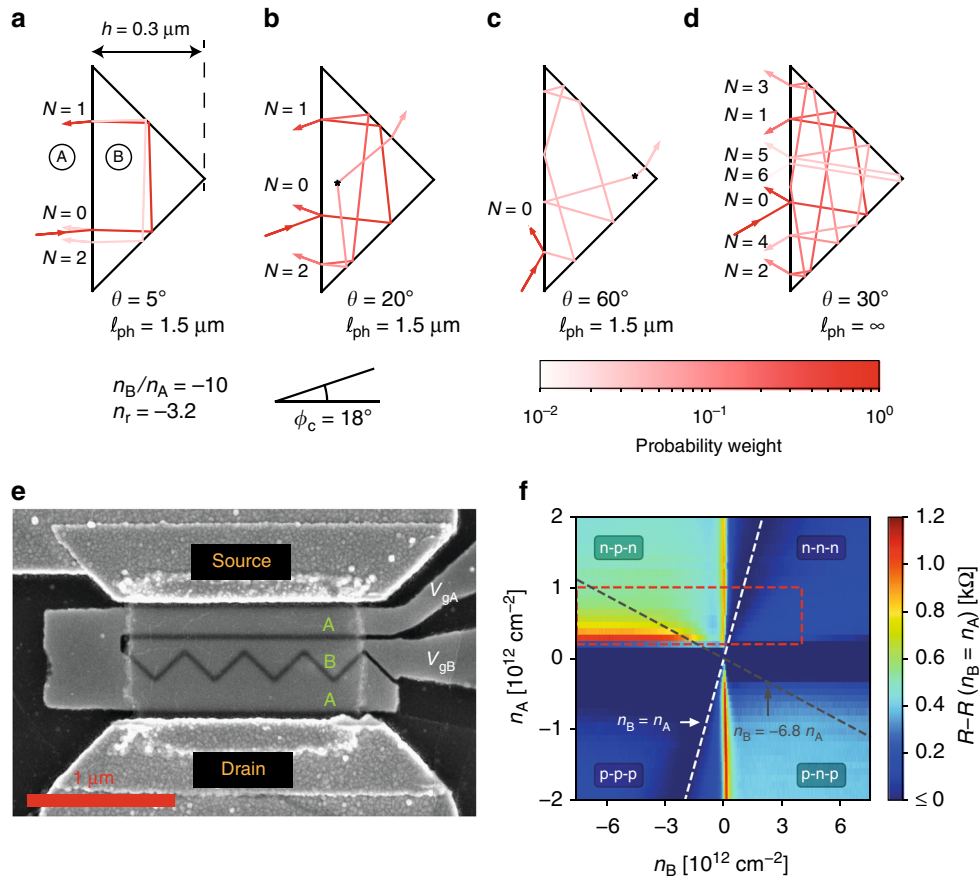 a
h = 0.3 μm
N = 1
A
B
N = 0
N = 2
θ = 5°
ℓph = 1.5 μm
b
N = 1
N = 0
N = 2
θ = 20°
ℓph = 1.5 μm
c
N = 0
θ = 60°
ℓph = 1.5 μm
d
N = 3
N = 1
N = 5
N = 6
N = 0
N = 4
N = 2
θ = 30°
ℓph = ∞
nB/nA = −10
nr = −3.2
ϕc = 18°
10−2
10−1
100
Probability weight
e
Source
VgA
A
B
VgB
A
Drain
1 μm
f
2
1
0
-1
-2
nA [1012 cm−2]
n-p-n
n-n-n
p-p-p
p-n-p
nB = nA
nB = −6.8 nA
−6
−3
0
3
6
nB [1012 cm−2]
1.2
1.0
0.8
0.6
0.4
0.2
≤ 0
R−R (nB = nA) [kΩ]